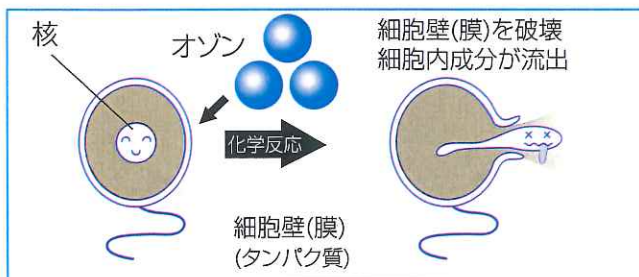 核
オゾン
細胞壁(膜)を破壊
細胞内成分が流出
化学反応
細胞壁(膜)
(タンパク質)